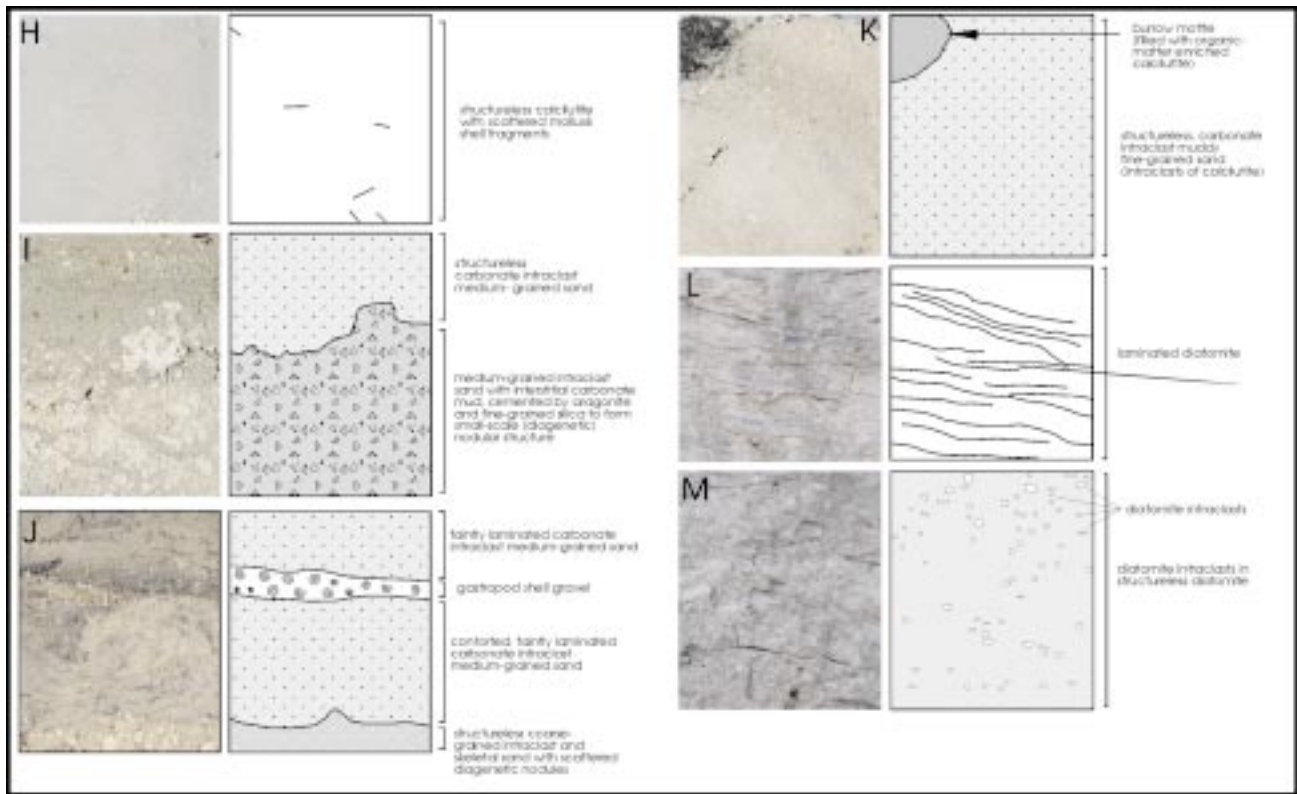 H
structureless calcilutite
with scattered mollusk
shell fragments
I
structureless
carbonate intraclast
medium- grained sand
medium-grained intraclast
sand with interstitial carbonate
mud, cemented by aragonite
and fine-grained silica to form
small-scale (diagenetic)
nodular structure
J
faintly laminated carbonate
intraclast medium-grained sand
gastropod shell gravel
contorted, faintly laminated
carbonate intraclast
medium-grained sand
structureless coarse-
grained intraclast and
skeletal sand with scattered
diagenetic nodules
K
burrow mottle
(filled with organic-
matter enriched
calcilutite)
structureless, carbonate
intraclast muddy
fine-grained sand
(intraclasts of calcilutite)
L
laminated diatomite
M
diatomite intraclasts
diatomite intraclasts in
structureless diatomite